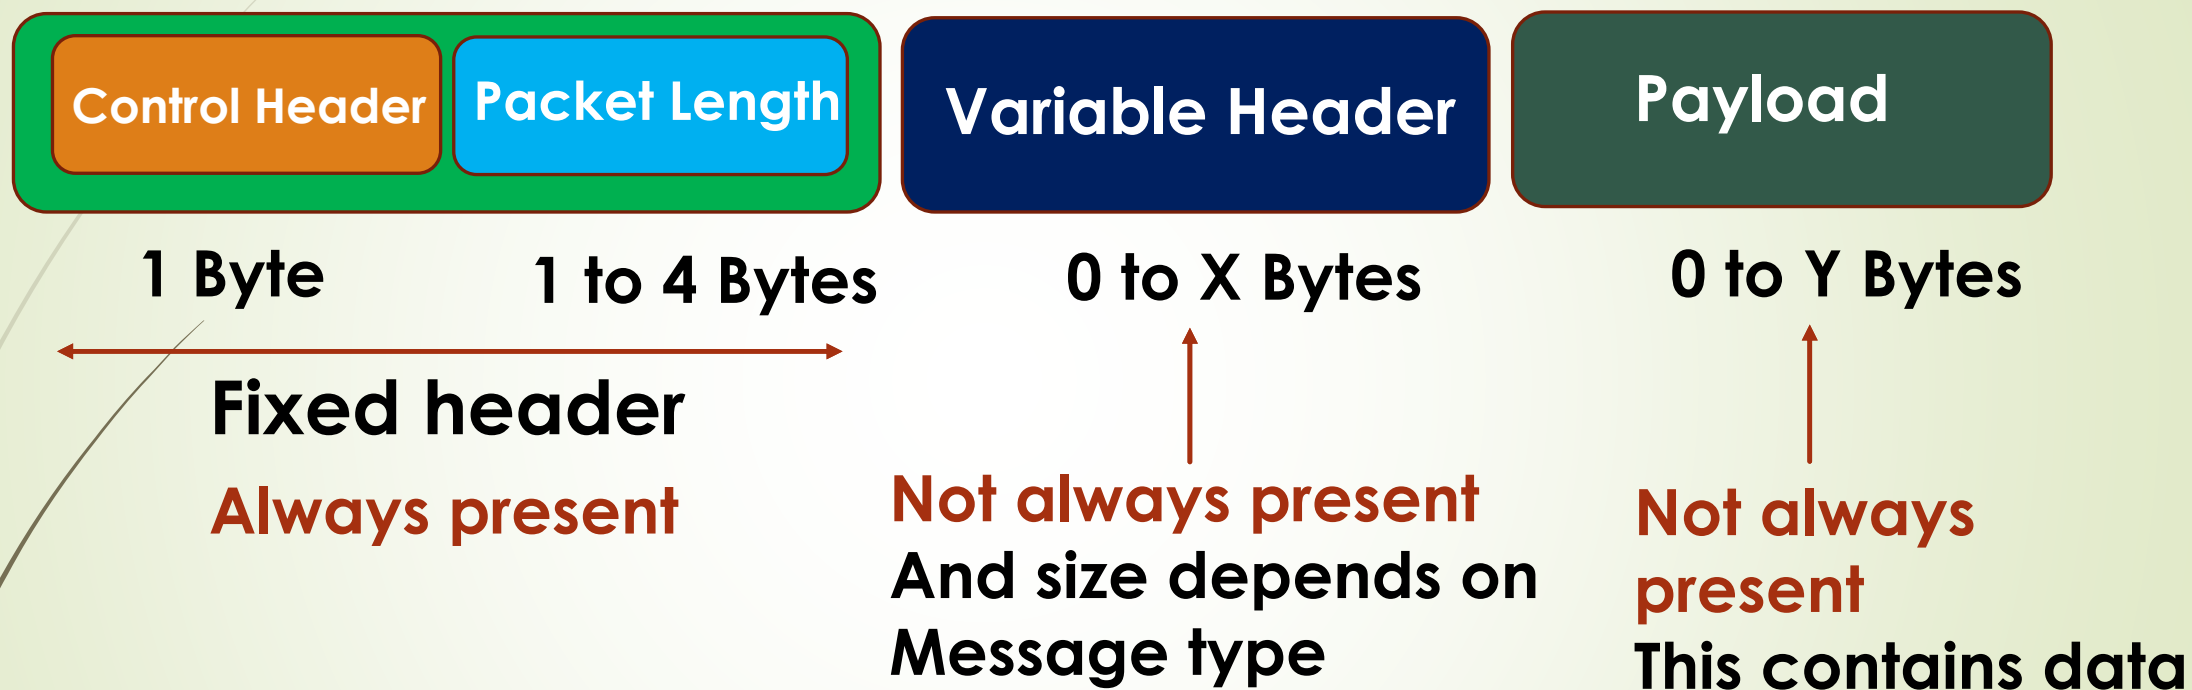 Control Header
Packet Length
Variable Header
Payload
1 Byte
1 to 4 Bytes
0 to X Bytes
0 to Y Bytes
Fixed header
Always present
Not always present
And size depends on
Message type
Not always
present
This contains data